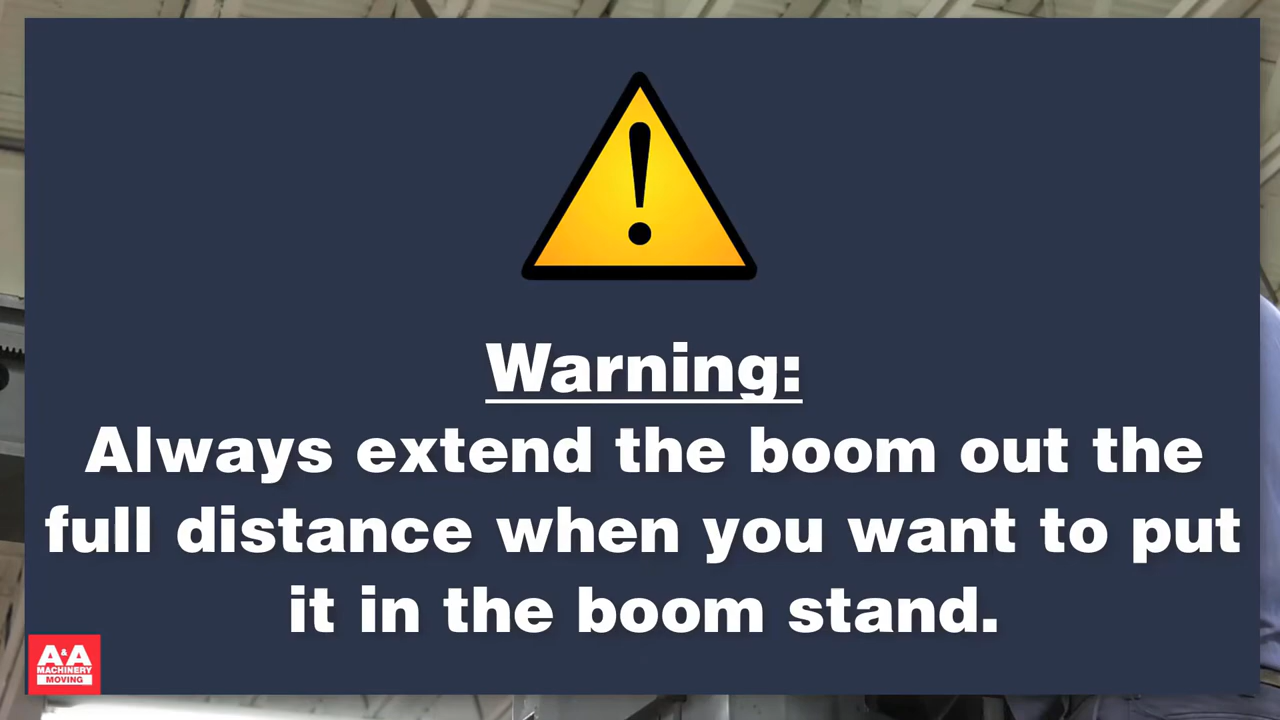 Warning:
Always extend the boom out the
full distance when you want to put
it in the boom stand.
A&A
MACHINERY
MOVING